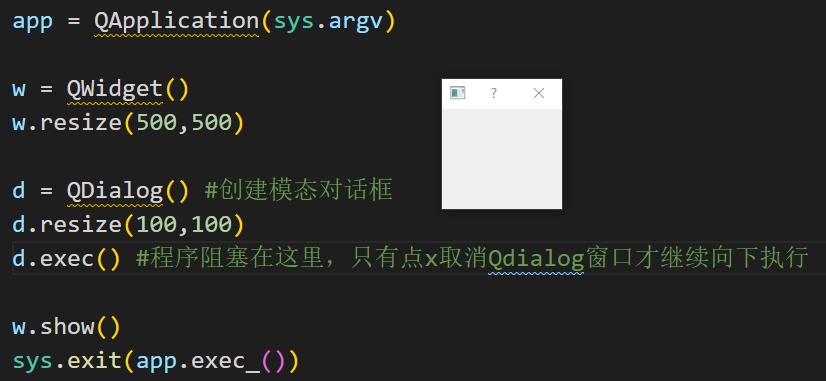 app = QApplication(sys.argv)
w = QWidget()
w.resize(500,500)
?
d = QDialog() #创建模态对话框
d.resize(100,100)
d.exec() #程序阻塞在这里，只有点x取消Qdialog窗口才继续向下执行
w.show()
sys.exit(app.exec_())